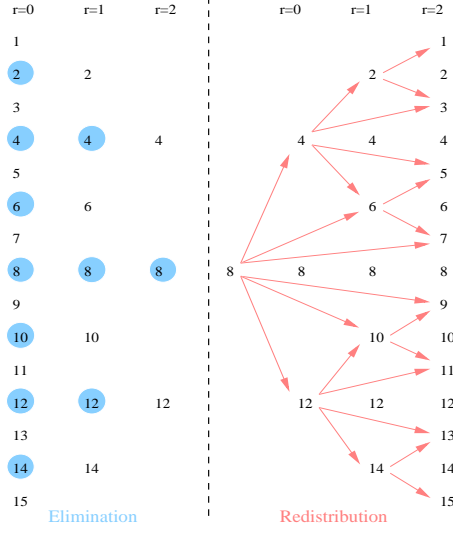 r=0 r=1 r=2 r=0 r=1 r=2
1 1
2 2 2 2
3 3
4 4 4 4 4 4
5 5
6 6 6 6
7 7
8 8 8 8 8 8 8
9 9
10 10 10 10
11 11
12 12 12 12 12 12
13 13
14 14 14 14
15 15
Elimination Redistribution